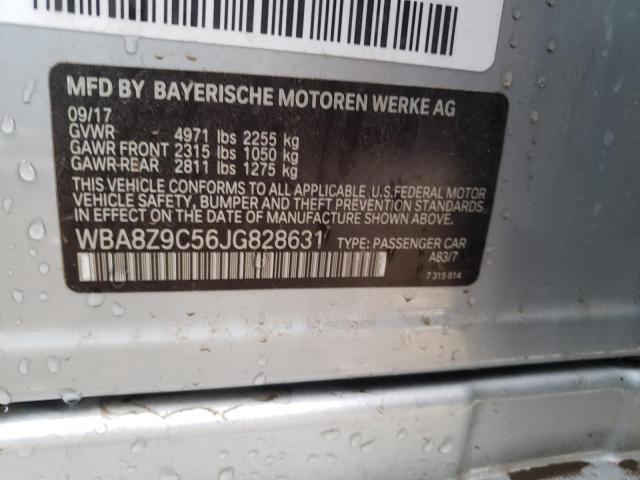 MFD BY BAYERISCHE MOTOREN WERKE AG
09/17
GVWR 4971 lbs 2255 kg
GAWR FRONT 2315 lbs 1050 kg
GAWR-REAR 2811 lbs 1275 kg
THIS VEHICLE CONFORMS TO ALL APPLICABLE U.S.FEDERAL MOTOR
VEHICLE SAFETY, BUMPER AND THEFT PREVENTION STANDARDS
IN EFFECT ON THE DATE OF MANUFACTURE SHOWN ABOVE.
WBA8Z9C56JG828631 TYPE: PASSENGER CAR
A83/7
7 315 814